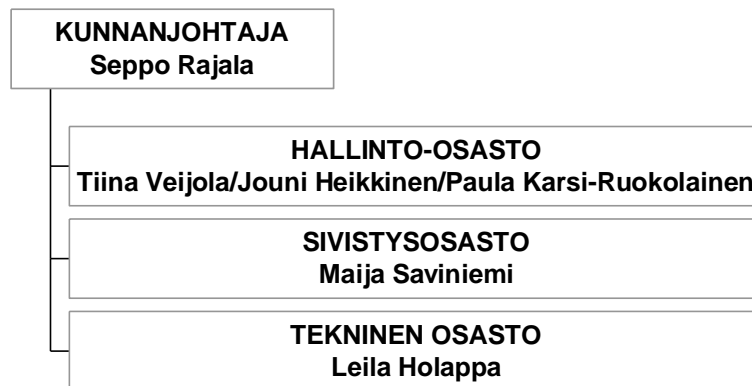 KUNNANJOHTAJA
Seppo Rajala
HALLINTO-OSASTO
Tiina Veijola/Jouni Heikkinen/Paula Karsi-Ruokolainen
SIVISTYSOSASTO
Maija Saviniemi
TEKNINEN OSASTO
Leila Holappa